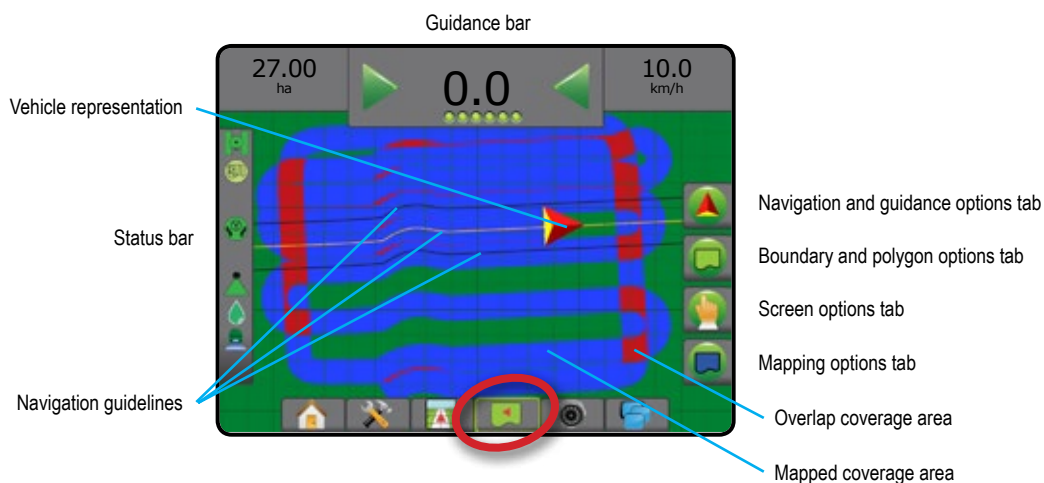 Guidance bar
27.00
ha
0.0
10.0
km/h
Vehicle representation
Status bar
Navigation guidelines
Navigation and guidance options tab
Boundary and polygon options tab
Screen options tab
Mapping options tab
Overlap coverage area
Mapped coverage area